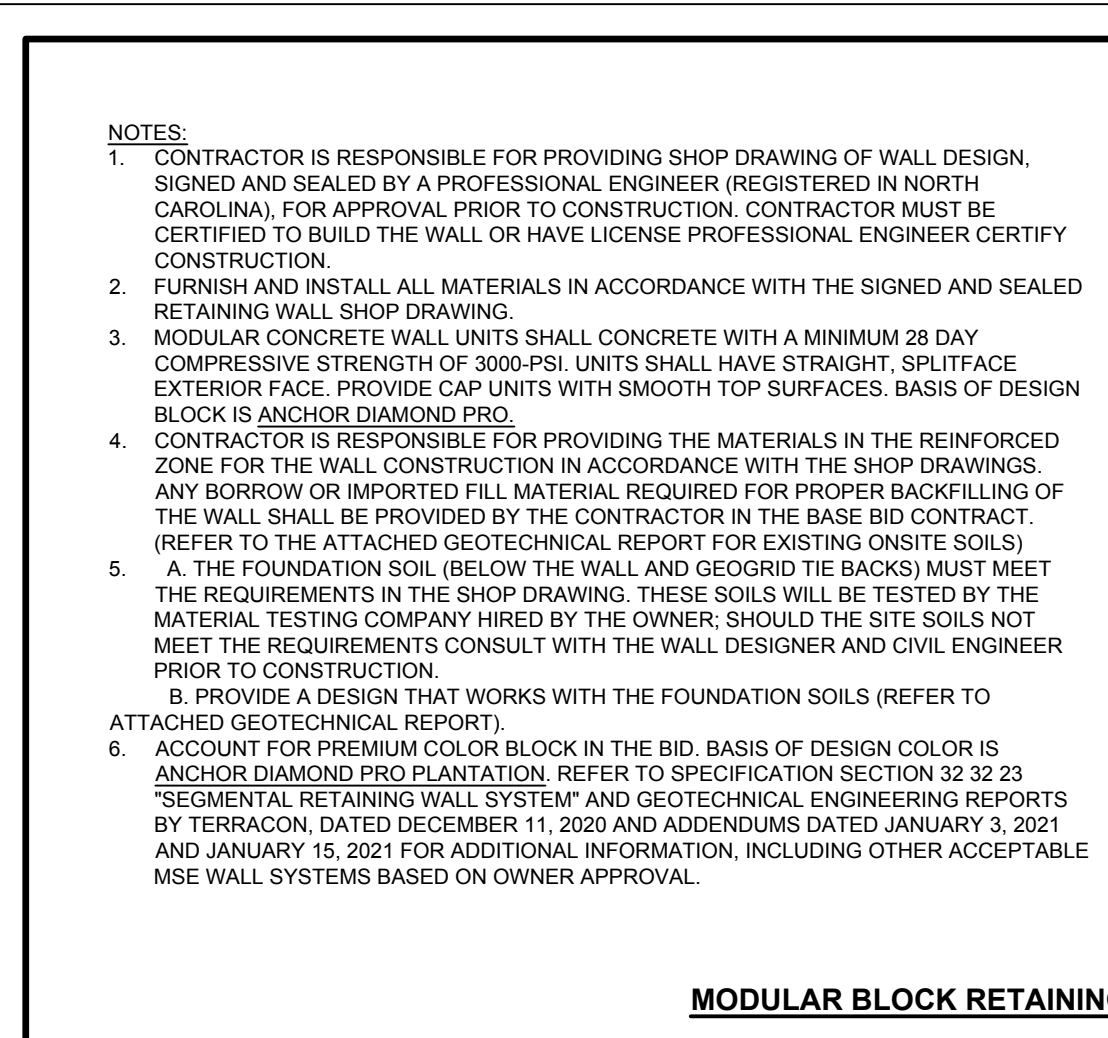 NOTES:
1. CONTRACTOR IS RESPONSIBLE FOR PROVIDING SHOP DRAWING OF WALL DESIGN,
SIGNED AND SEALED BY A PROFESSIONAL ENGINEER (REGISTERED IN NORTH
CAROLINA), FOR APPROVAL PRIOR TO CONSTRUCTION. CONTRACTOR MUST BE
CERTIFIED TO BUILD THE WALL OR HAVE LICENSE PROFESSIONAL ENGINEER CERTIFY
CONSTRUCTION.
2. FURNISH AND INSTALL ALL MATERIALS IN ACCORDANCE WITH THE SIGNED AND SEALED
RETAINING WALL SHOP DRAWING.
3. MODULAR CONCRETE WALL UNITS SHALL CONCRETE WITH A MINIMUM 28 DAY
COMPRESSIVE STRENGTH OF 3000-PSI. UNITS SHALL HAVE STRAIGHT, SPLITFACE
EXTERIOR FACE. PROVIDE CAP UNITS WITH SMOOTH TOP SURFACES. BASIS OF DESIGN
BLOCK IS ANCHOR DIAMOND PRO.
4. CONTRACTOR IS RESPONSIBLE FOR PROVIDING THE MATERIALS IN THE REINFORCED
ZONE FOR THE WALL CONSTRUCTION IN ACCORDANCE WITH THE SHOP DRAWINGS.
ANY BORROW OR IMPORTED FILL MATERIAL REQUIRED FOR PROPER BACKFILLING OF
THE WALL SHALL BE PROVIDED BY THE CONTRACTOR IN THE BASE BID CONTRACT.
(REFER TO THE ATTACHED GEOTECHNICAL REPORT FOR EXISTING ONSITE SOILS)
5. A. THE FOUNDATION SOIL (BELOW THE WALL AND GEOGRID TIE BACKS) MUST MEET
THE REQUIREMENTS IN THE SHOP DRAWING. THESE SOILS WILL BE TESTED BY THE
MATERIAL TESTING COMPANY HIRED BY THE OWNER; SHOULD THE SITE SOILS NOT
MEET THE REQUIREMENTS CONSULT WITH THE WALL DESIGNER AND CIVIL ENGINEER
PRIOR TO CONSTRUCTION.
B. PROVIDE A DESIGN THAT WORKS WITH THE FOUNDATION SOILS (REFER TO
ATTACHED GEOTECHNICAL REPORT).
6. ACCOUNT FOR PREMIUM COLOR BLOCK IN THE BID. BASIS OF DESIGN COLOR IS
ANCHOR DIAMOND PRO PLANTATION. REFER TO SPECIFICATION SECTION 32 32 23
"SEGMENTAL RETAINING WALL SYSTEM" AND GEOTECHNICAL ENGINEERING REPORTS
BY TERRACON, DATED DECEMBER 11, 2020 AND ADDENDUMS DATED JANUARY 3, 2021
AND JANUARY 15, 2021 FOR ADDITIONAL INFORMATION, INCLUDING OTHER ACCEPTABLE
MSE WALL SYSTEMS BASED ON OWNER APPROVAL.
MODULAR BLOCK RETAINING